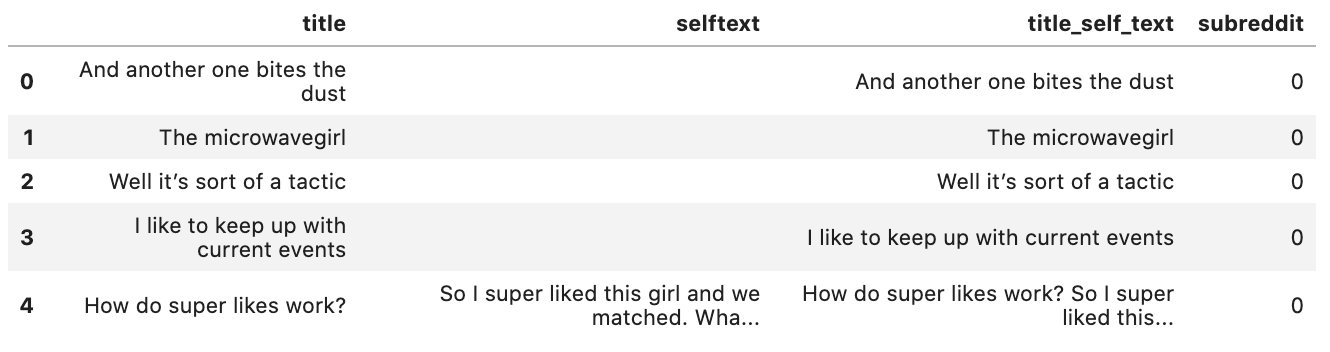 title selftext title_self_text subreddit
0 And another one bites the dust And another one bites the dust 0
1 The microwavegirl The microwavegirl 0
2 Well it’s sort of a tactic Well it’s sort of a tactic 0
3 I like to keep up with current events I like to keep up with current events 0
4 How do super likes work? So I super liked this girl and we matched. Wha... How do super likes work? So I super liked this... 0